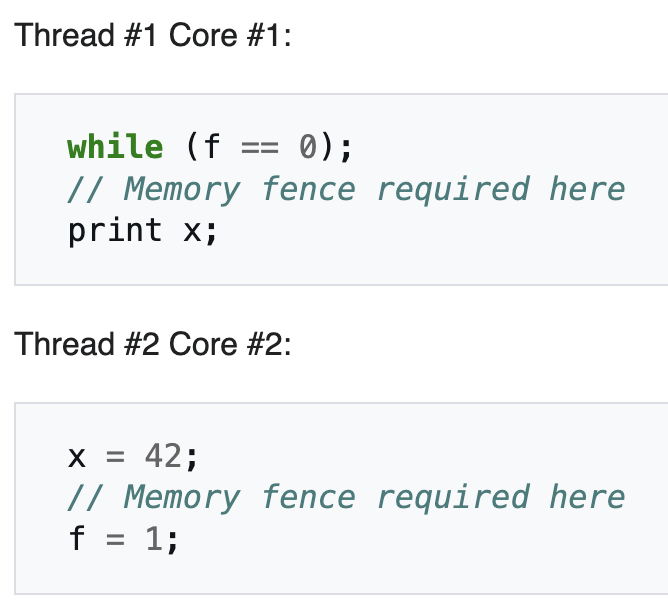 Thread #1 Core #1:
while (f == 0);
// Memory fence required here
print x;
Thread #2 Core #2:
x = 42;
// Memory fence required here
f = 1;